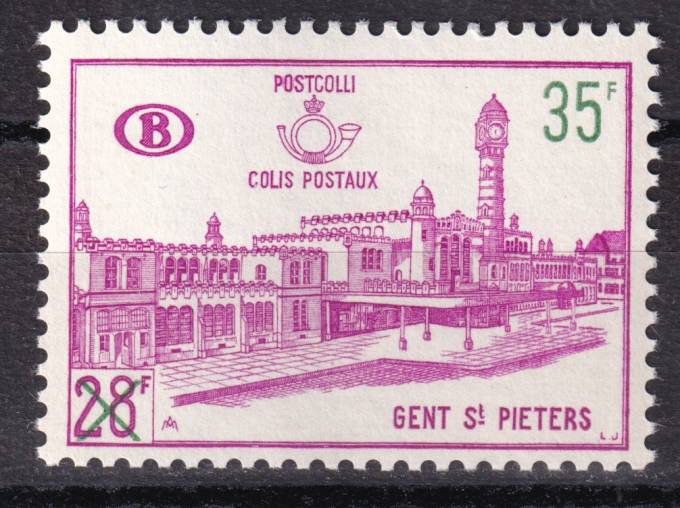 B
POSTCOLLI
35F
COLIS POSTAUX
28F
GENT St PIETERS
L.J.